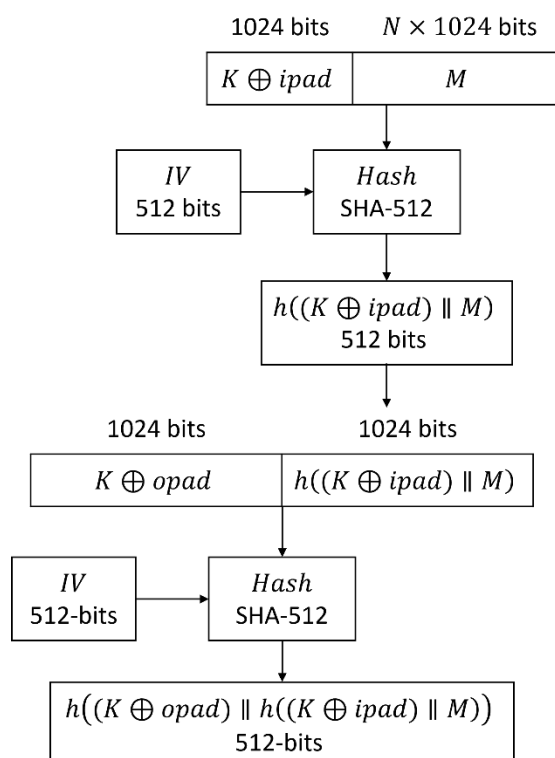 1024 bits N × 1024 bits
K ⊕ ipad M
IV
512 bits
Hash
SHA-512
h((K ⊕ ipad) ∥ M)
512 bits
1024 bits 1024 bits
K ⊕ opad h((K ⊕ ipad) ∥ M)
IV
512-bits
Hash
SHA-512
h((K ⊕ opad) ∥ h((K ⊕ ipad) ∥ M))
512-bits